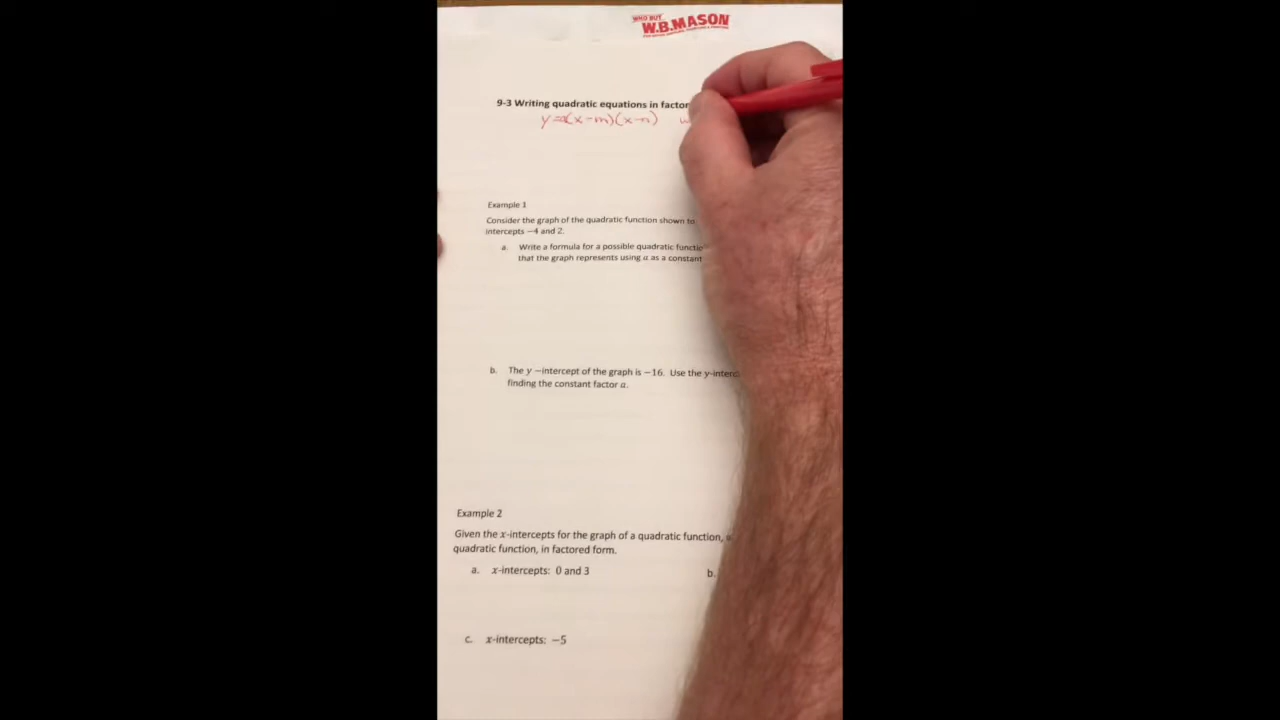 WHO BUT
W.B.MASON
9-3 Writing quadratic equations in factor
y=a(x-m)(x-n)
Example 1
Consider the graph of the quadratic function shown to
intercepts −4 and 2.
a. Write a formula for a possible quadratic functio
that the graph represents using a as a constant
b. The y −intercept of the graph is −16. Use the y-interc
finding the constant factor a.
Example 2
Given the x-intercepts for the graph of a quadratic function,
quadratic function, in factored form.
a. x-intercepts: 0 and 3
b.
c. x-intercepts: −5